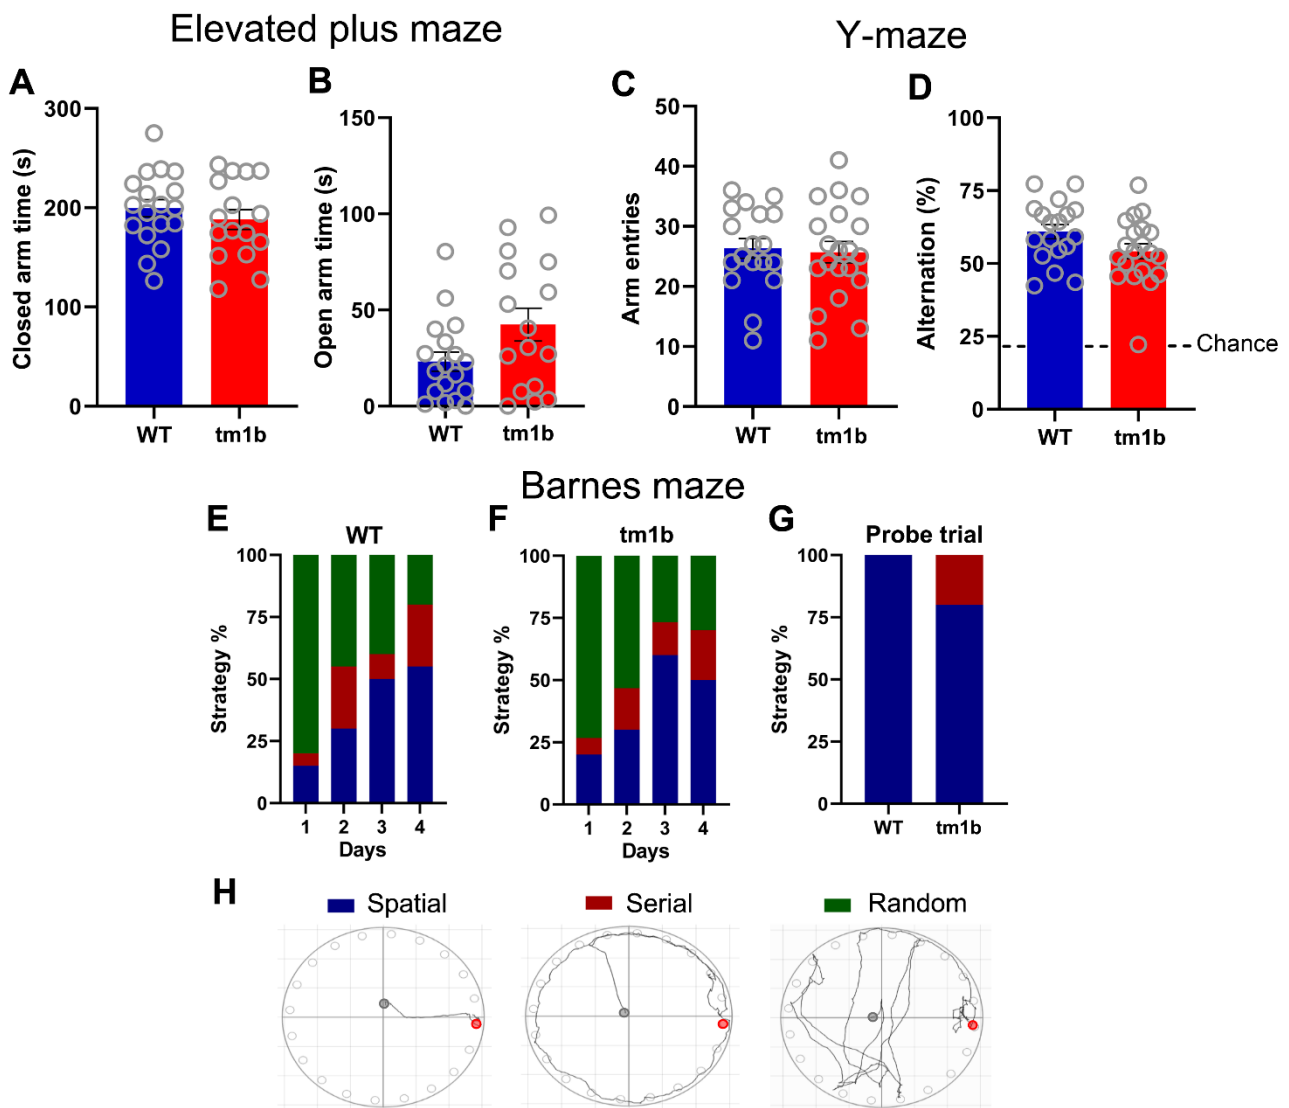 Elevated plus maze
Y-maze
A
B
C
D
Closed arm time (s)
300
200
100
0
WT
tm1b
Open arm time (s)
150
100
50
0
WT
tm1b
Arm entries
50
40
30
20
10
0
WT
tm1b
Alternation (%)
100
75
50
25
0
Chance
WT
tm1b
Barnes maze
E
F
G
WT
tm1b
Probe trial
Strategy %
100
75
50
25
0
1 2 3 4
Days
Strategy %
100
75
50
25
0
1 2 3 4
Days
Strategy %
100
75
50
25
0
WT
tm1b
H
Spatial
Serial
Random